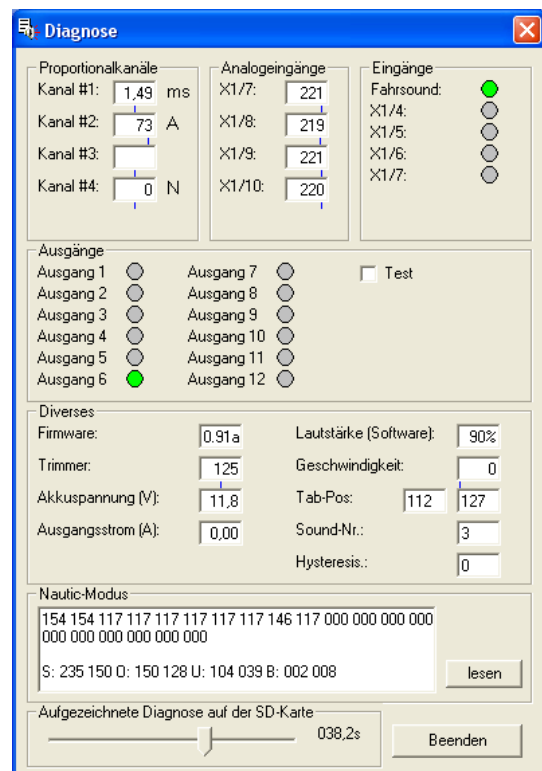 Diagnose
Proportionalkanäle
Kanal #1: 1,49 ms
Kanal #2: 73 A
Kanal #3:
Kanal #4: 0 N
Analogeingänge
X1/7: 221
X1/8: 219
X1/9: 221
X1/10: 220
Eingänge
Fahrsound:
X1/4:
X1/5:
X1/6:
X1/7:
Ausgänge
Ausgang 1
Ausgang 2
Ausgang 3
Ausgang 4
Ausgang 5
Ausgang 6
Ausgang 7
Ausgang 8
Ausgang 9
Ausgang 10
Ausgang 11
Ausgang 12
Test
Diverses
Firmware: 0.91a
Trimmer: 125
Akkuspannung (V): 11,8
Ausgangsstrom (A): 0,00
Lautstärke (Software): 90%
Geschwindigkeit: 0
Tab-Pos: 112 127
Sound-Nr.: 3
Hysteresis.: 0
Nautic-Modus
154 154 117 117 117 117 117 117 146 117 000 000 000 000
000 000 000 000 000 000
S: 235 150 O: 150 128 U: 104 039 B: 002 008
lesen
Aufgezeichnete Diagnose auf der SD-Karte
038,2s
Beenden